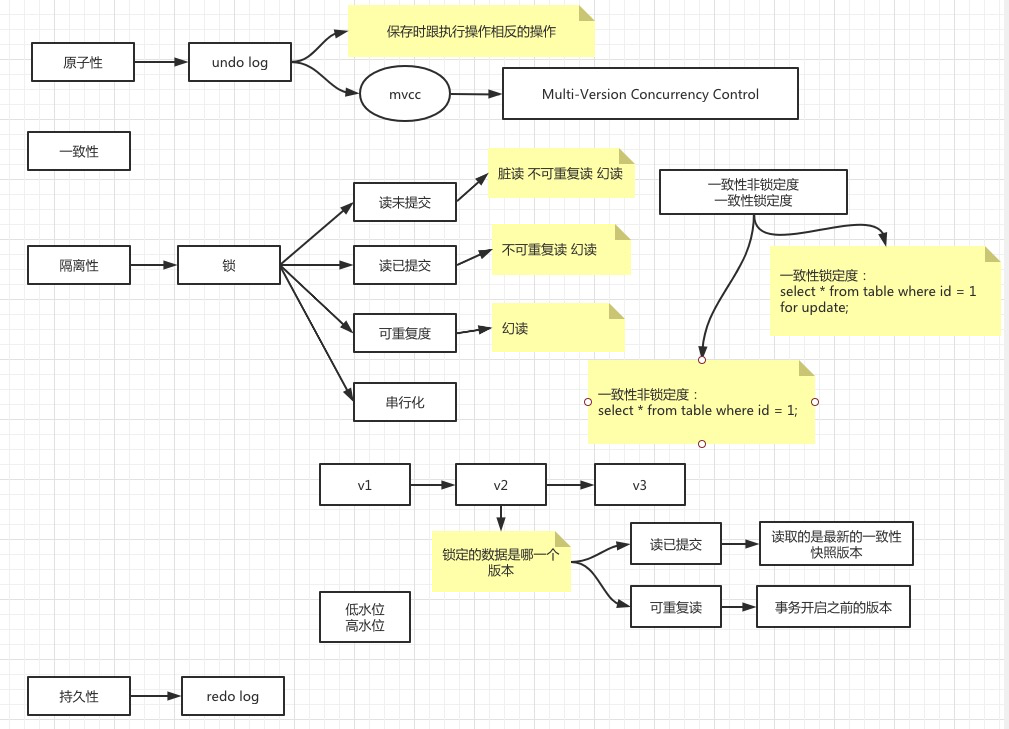 保存时跟执行操作相反的操作
原子性
undo log
mvcc
Multi-Version Concurrency Control
一致性
脏读 不可重复读 幻读
读未提交
一致性非锁定度
一致性锁定度
隔离性
锁
读已提交
不可重复读 幻读
一致性锁定度：
select * from table where id = 1
for update;
可重复度
幻读
串行化
一致性非锁定度：
select * from table where id = 1;
v1
v2
v3
锁定的数据是哪一个
版本
读已提交
读取的是最新的一致性
快照版本
可重复读
事务开启之前的版本
低水位
高水位
持久性
redo log